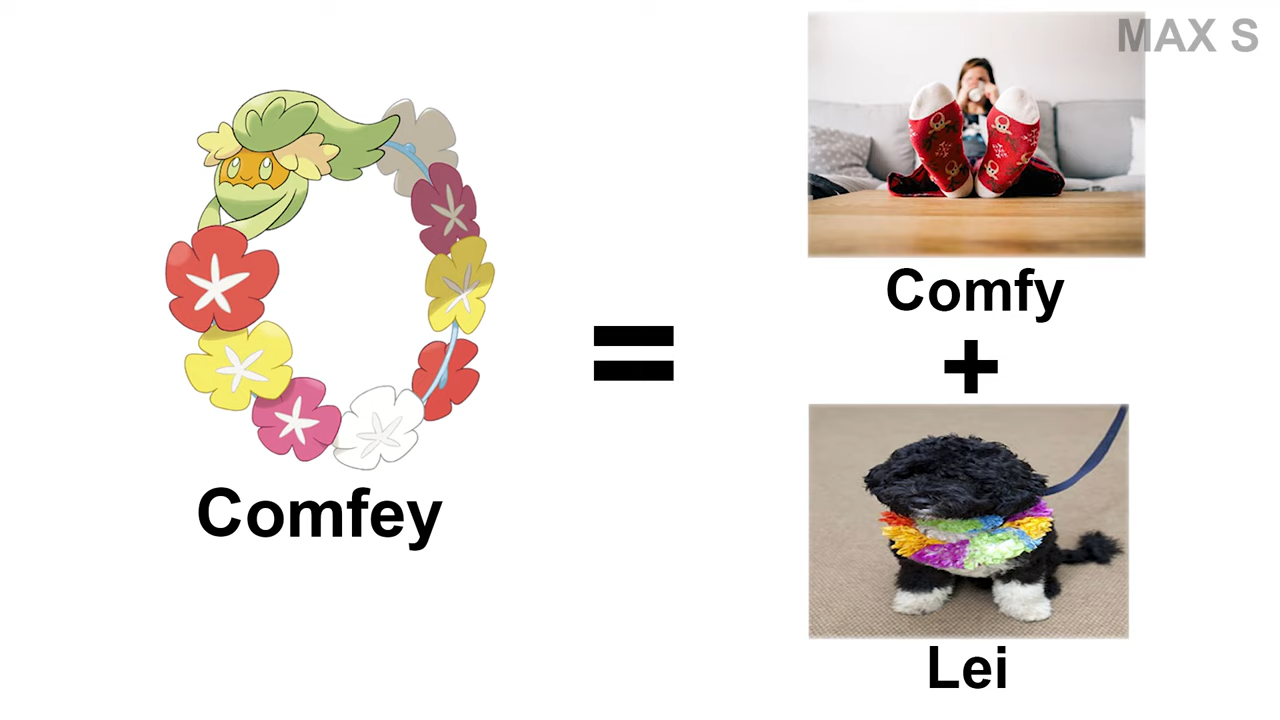 MAX S
Comfy
=
+
Comfey
Lei